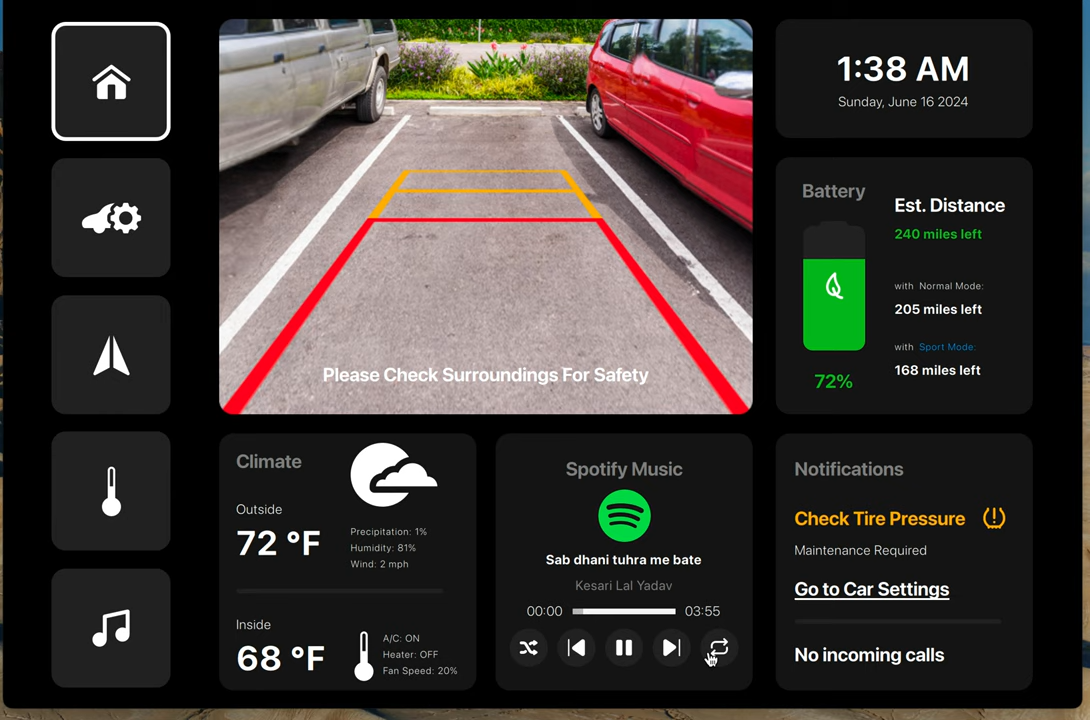 Please Check Surroundings For Safety
1:38 AM
Sunday, June 16 2024
Battery
72%
Est. Distance
240 miles left
with Normal Mode:
205 miles left
with Sport Mode:
168 miles left
Climate
Outside
72 °F
Precipitation: 1%
Humidity: 81%
Wind: 2 mph
Inside
68 °F
A/C: ON
Heater: OFF
Fan Speed: 20%
Spotify Music
Sab dhani tuhra me bate
Kesari Lal Yadav
00:00 03:55
Notifications
Check Tire Pressure
Maintenance Required
Go to Car Settings
No incoming calls